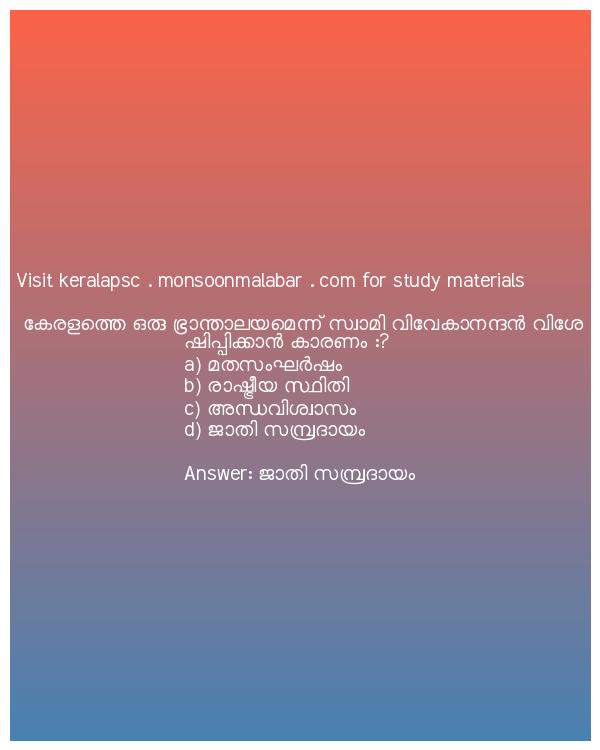 Visit keralapsc . monsoonmalabar . com for study materials
കേരളത്തെ ഒരു ഭ്രാന്താലയമെന്ന് സ്വാമി വിവേകാനന്ദൻ വിശേ
ഷിപ്പിക്കാൻ കാരണം :?
a) മതസംഘർഷം
b) രാഷ്ട്രീയ സ്ഥിതി
c) അന്ധവിശ്വാസം
d) ജാതി സമ്പ്രദായം
Answer: ജാതി സമ്പ്രദായം